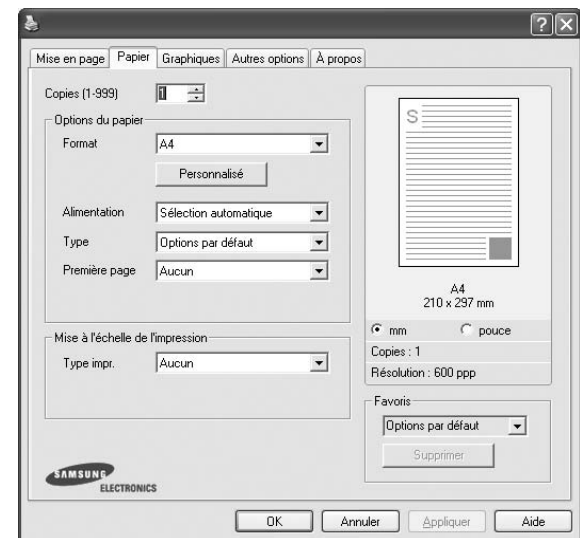 Mise en page Papier Graphiques Autres options À propos
Copies (1-999) 1
Options du papier
Format A4
Personnalisé
Alimentation Sélection automatique
Type Options par défaut
Première page Aucun
Mise à l'échelle de l'impression
Type impr. Aucun
S
A4
210 x 297 mm
mm pouce
Copies : 1
Résolution : 600 ppp
Favoris
Options par défaut
Supprimer
SAMSUNG
ELECTRONICS
OK Annuler Appliquer Aide